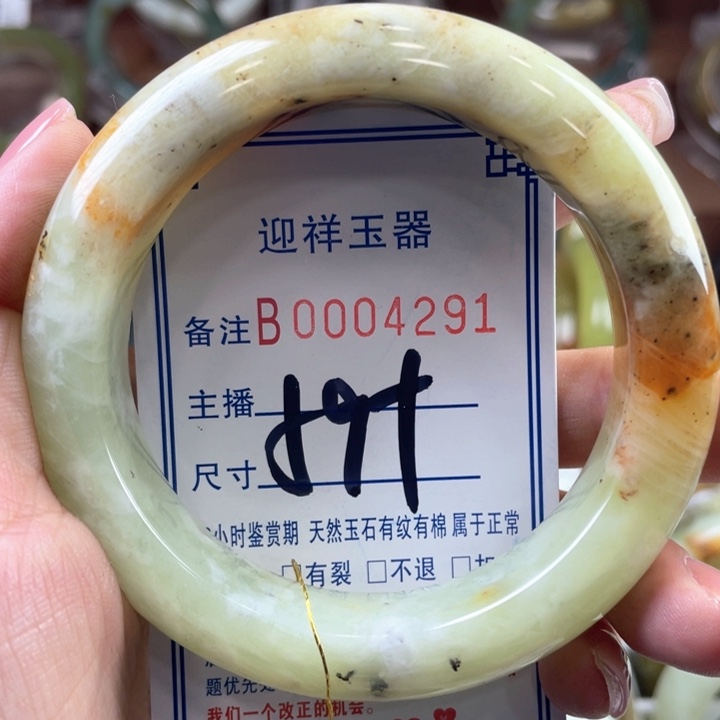 迎祥玉器
备注B0004291
主播
尺寸
小时鉴赏期 天然玉石有纹有棉 属于正常
□有裂 □不退 □
题优先处
我们一个改正的机会。